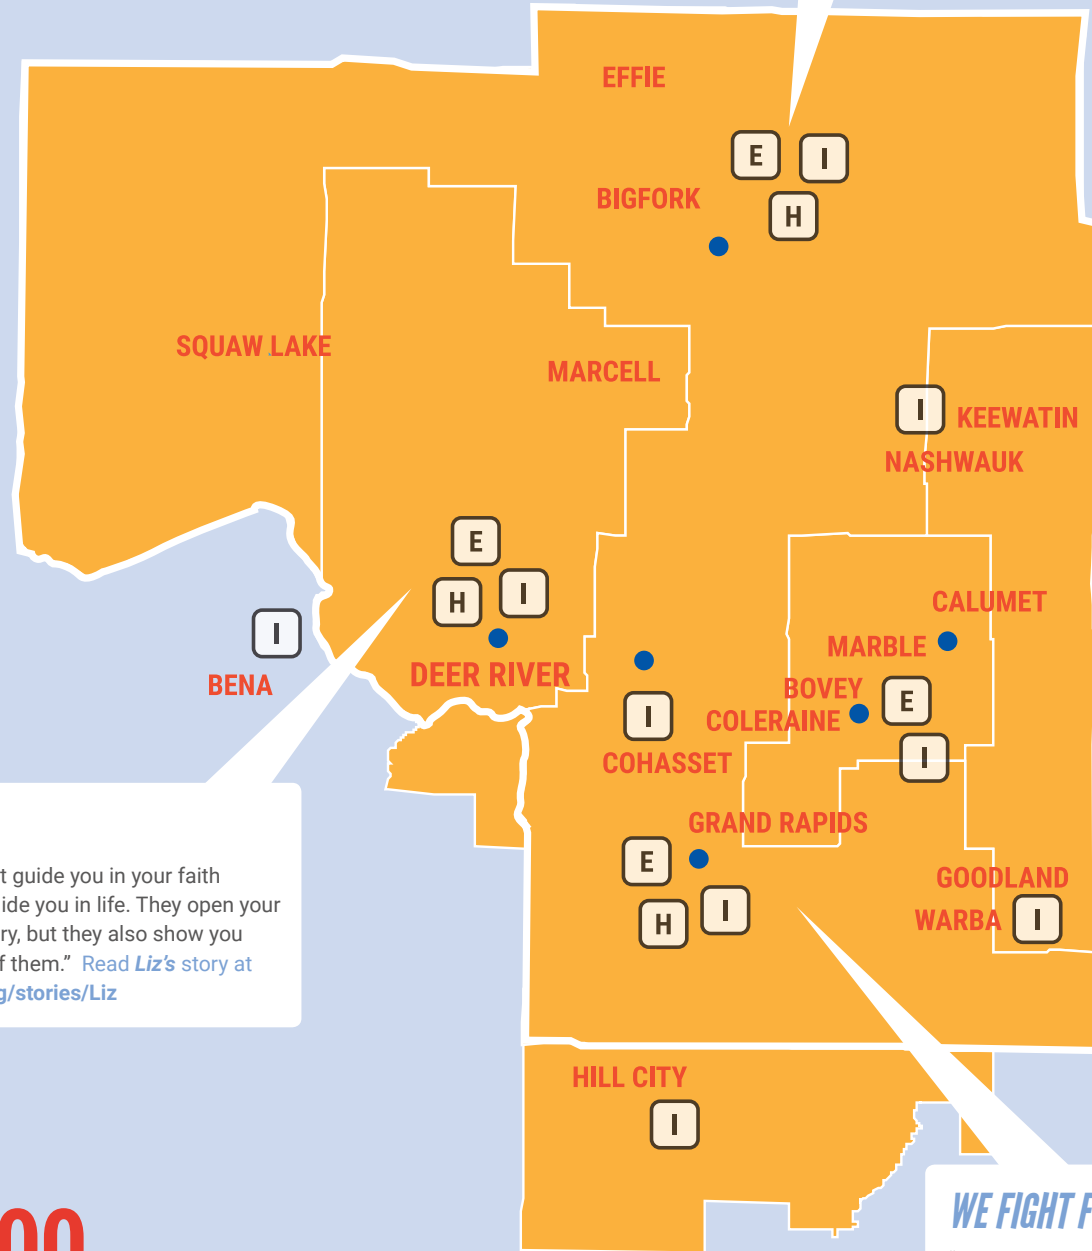 EFFIE
E I
BIGFORK
H
SQUAW LAKE
MARCELL
I KEEWATIN
NASHWAUK
E
H I
CALUMET
I
MARBLE
DEER RIVER
BENA
BOVEY
E
I
COLERAINE
I
COHASSET
GRAND RAPIDS
E
GOODLAND
H I
WARBA I
t guide you in your faith
ide you in life. They open your
ry, but they also show you
f them.” Read Liz's story at
g/stories/Liz
HILL CITY
I
00
WE FIGHT F